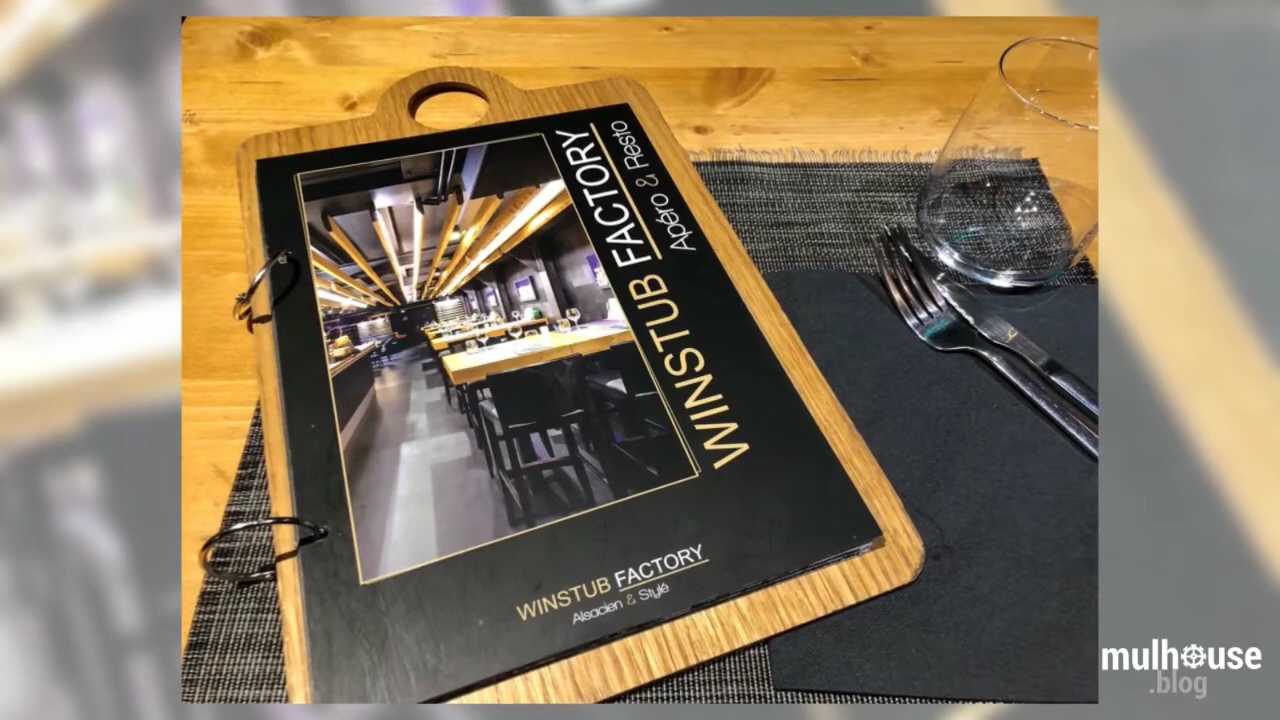 WINSTUB FACTORY
Apéro & Resto
WINSTUB FACTORY
Alsacien & Stylé
mulhouse
.blog